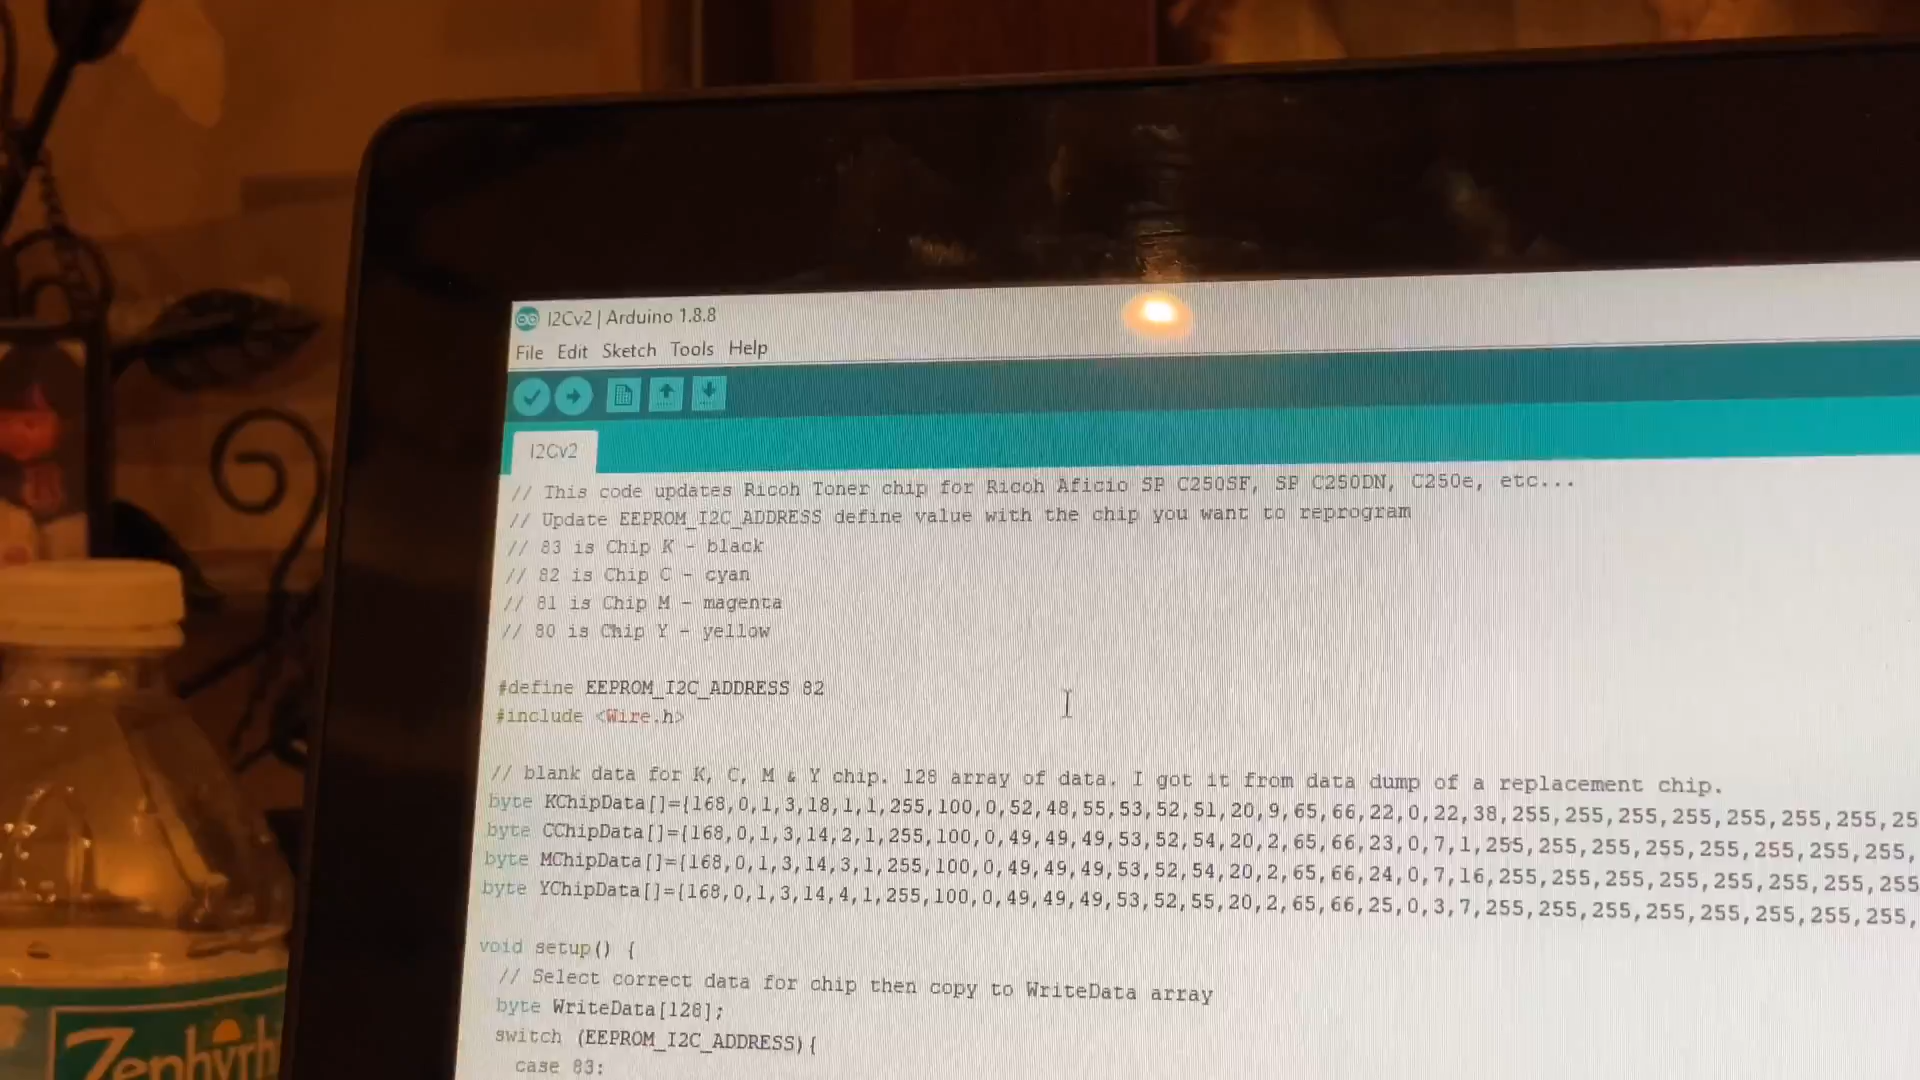 I2Cv2 | Arduino 1.8.8
File Edit Sketch Tools Help
I2Cv2
// This code updates Ricoh Toner chip for Ricoh Aficio SP C250SF, SP C250DN, C250e, etc...
// Update EEPROM_I2C_ADDRESS define value with the chip you want to reprogram
// 83 is Chip K - black
// 82 is Chip C - cyan
// 81 is Chip M - magenta
// 80 is Chip Y - yellow
#define EEPROM_I2C_ADDRESS 82
#include <Wire.h>
// blank data for K, C, M & Y chip. 128 array of data. I got it from data dump of a replacement chip.
byte KChipData[]={168,0,1,3,18,1,1,255,100,0,52,48,55,53,52,51,20,9,65,66,22,0,22,38,255,255,255,255,255,255,255,25
byte CChipData[]={168,0,1,3,14,2,1,255,100,0,49,49,49,53,52,54,20,2,65,66,23,0,7,1,255,255,255,255,255,255,255,255,
byte MChipData[]={168,0,1,3,14,3,1,255,100,0,49,49,49,53,52,54,20,2,65,66,24,0,7,16,255,255,255,255,255,255,255,255
byte YChipData[]={168,0,1,3,14,4,1,255,100,0,49,49,49,53,52,55,20,2,65,66,25,0,3,7,255,255,255,255,255,255,255,255,
void setup() {
// Select correct data for chip then copy to WriteData array
byte WriteData[128];
switch (EEPROM_I2C_ADDRESS){
case 83:
Zephyrh